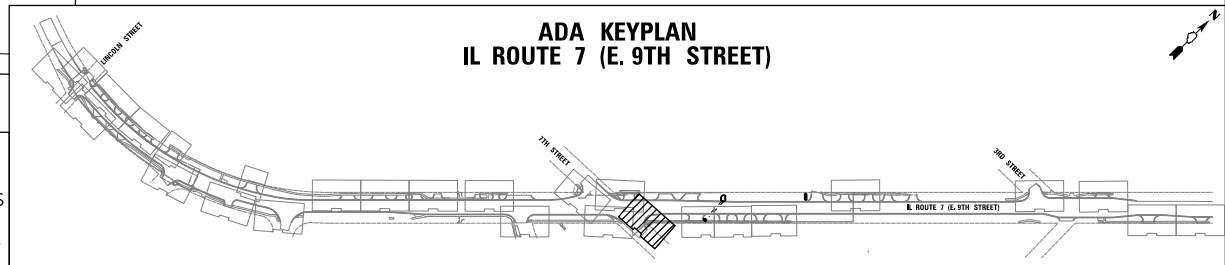 ADA KEYPLAN
IL ROUTE 7 (E. 9TH STREET)
N
LINCOLN STREET
7TH STREET
3RD STREET
IL ROUTE 7 (E. 9TH STREET)